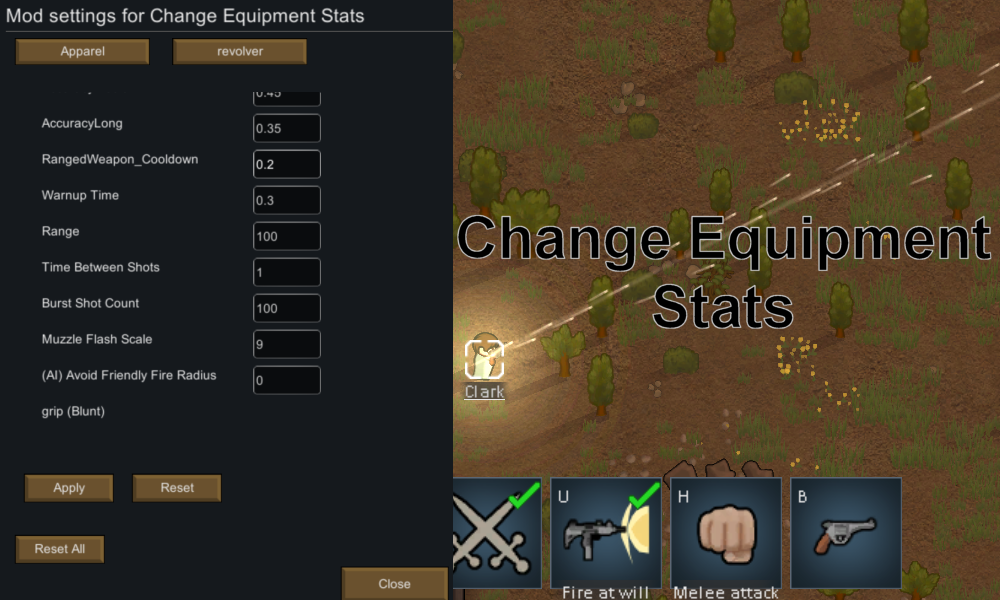 Mod settings for Change Equipment Stats
Apparel
revolver
0.45
AccuracyLong
0.35
RangedWeapon_Cooldown
0.2
Warnup Time
0.3
Range
100
Time Between Shots
1
Burst Shot Count
100
Muzzle Flash Scale
9
(AI) Avoid Friendly Fire Radius
0
grip (Blunt)
Apply
Reset
Reset All
Close
Change Equipment
Stats
Clark
U
H
B
Fire at will
Melee attack